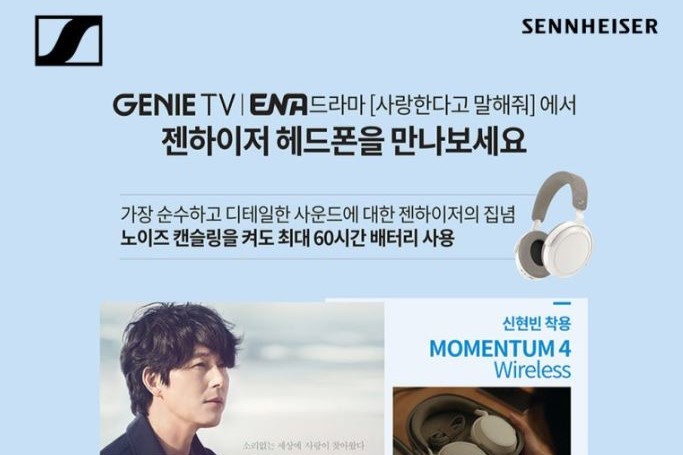 SENNHEISER
GENIE TV | ENA 드라마 [사랑한다고 말해줘] 에서
젠하이저 헤드폰을 만나보세요
가장 순수하고 디테일한 사운드에 대한 젠하이저의 집념
노이즈 캔슬링을 켜도 최대 60시간 배터리 사용
신현빈 착용
MOMENTUM 4
Wireless
소리없는 세상에 사랑이 찾아왔다